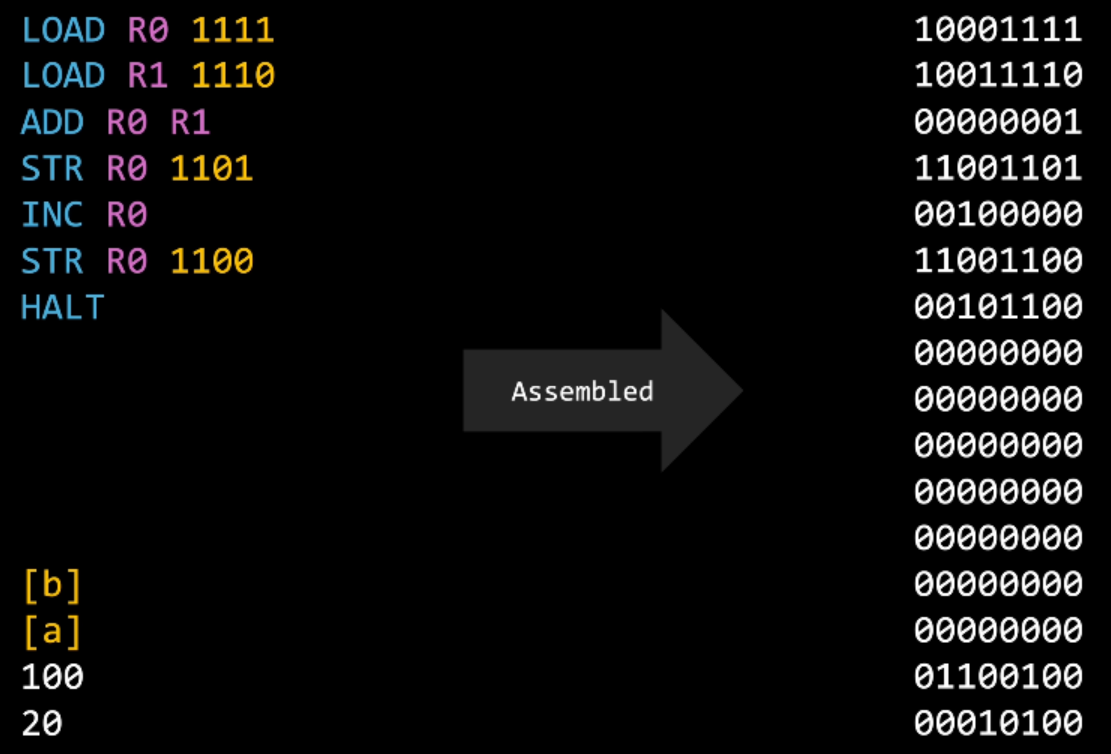 LOAD R0 1111 10001111
LOAD R1 1110 10011110
ADD R0 R1 00000001
STR R0 1101 11001101
INC R0 00100000
STR R0 1100 11001100
HALT 00101100
00000000
Assembled 00000000
00000000
00000000
00000000
[b] 00000000
[a] 00000000
100 01100100
20 00010100